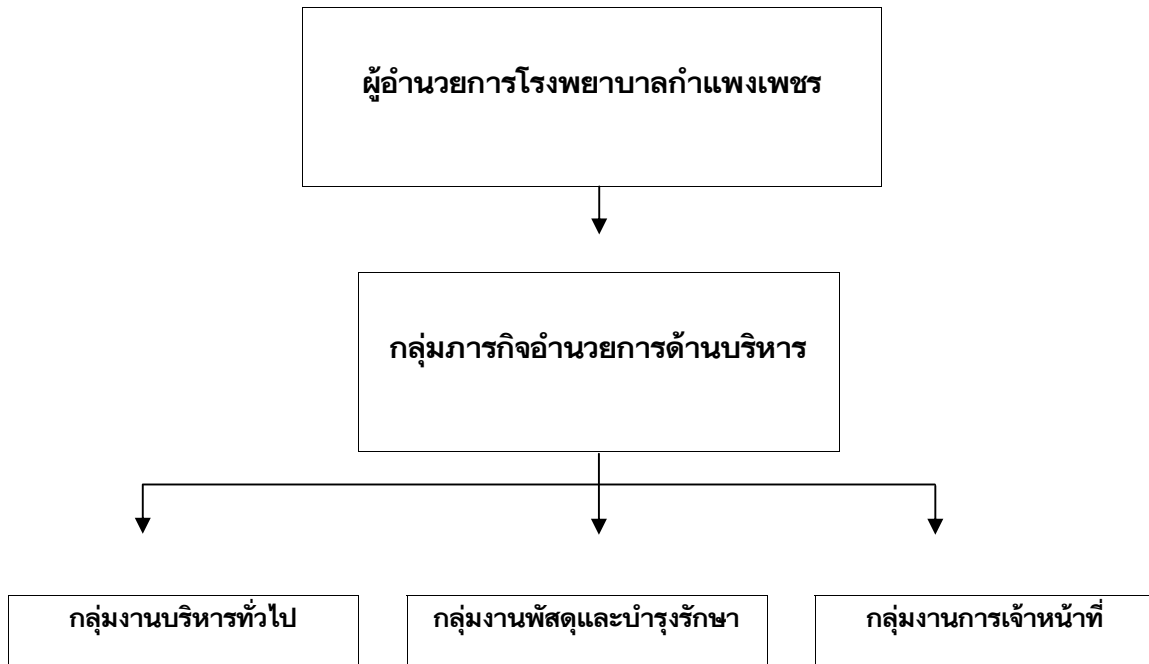 ผู้อำนวยการโรงพยาบาลกำแพงเพชร
กลุ่มภารกิจอำนวยการด้านบริหาร
กลุ่มงานบริหารทั่วไป
กลุ่มงานพัสดุและบำรุงรักษา
กลุ่มงานการเจ้าหน้าที่